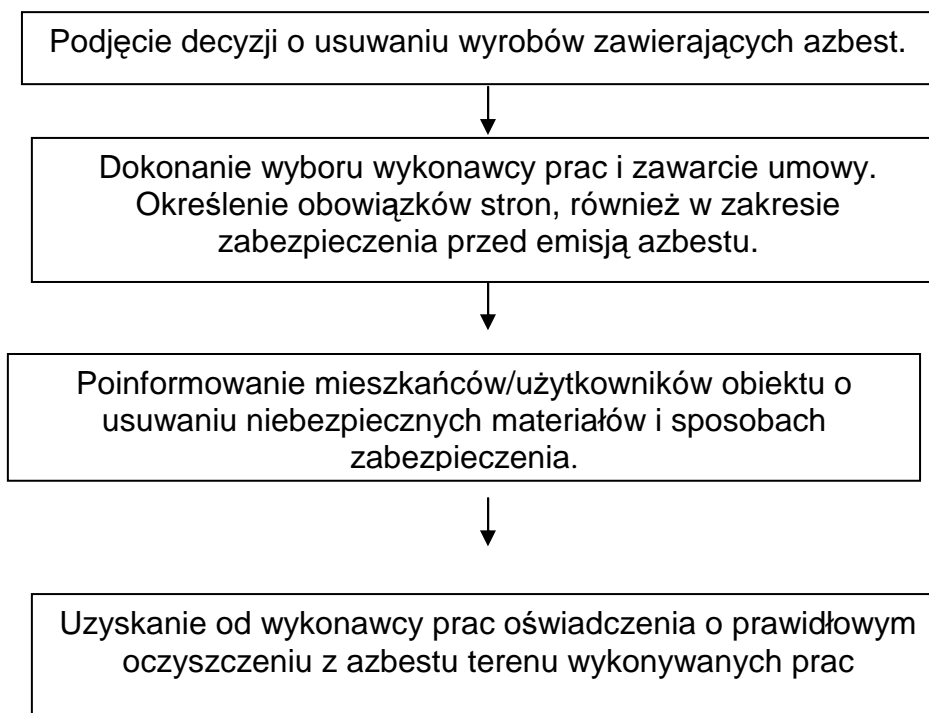 Podjęcie decyzji o usuwaniu wyrobów zawierających azbest.
Dokonanie wyboru wykonawcy prac i zawarcie umowy.
Określenie obowiązków stron, również w zakresie
zabezpieczenia przed emisją azbestu.
Poinformowanie mieszkańców/użytkowników obiektu o
usuwaniu niebezpiecznych materiałów i sposobach
zabezpieczenia.
Uzyskanie od wykonawcy prac oświadczenia o prawidłowym
oczyszczeniu z azbestu terenu wykonywanych prac